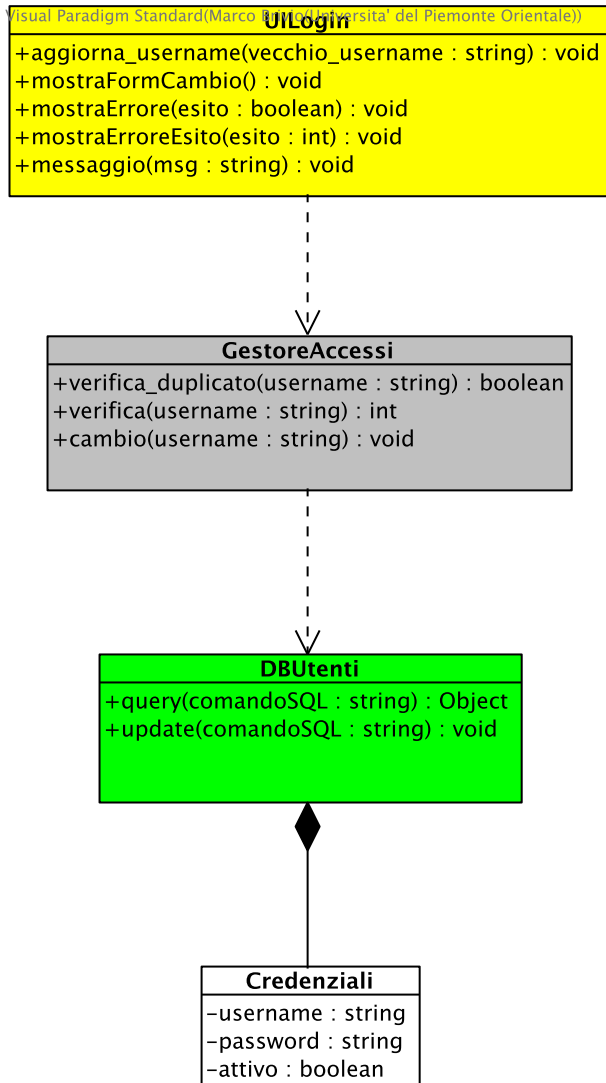 Visual Paradigm Standard(Marco Brivio(Universita' del Piemonte Orientale))
UILogin
+aggiorna_username(vecchio_username : string) : void
+mostraFormCambio() : void
+mostraErrore(esito : boolean) : void
+mostraErroreEsito(esito : int) : void
+messaggio(msg : string) : void
GestoreAccessi
+verifica_duplicato(username : string) : boolean
+verifica(username : string) : int
+cambio(username : string) : void
DBUtenti
+query(comandoSQL : string) : Object
+update(comandoSQL : string) : void
Credenziali
-username : string
-password : string
-attivo : boolean